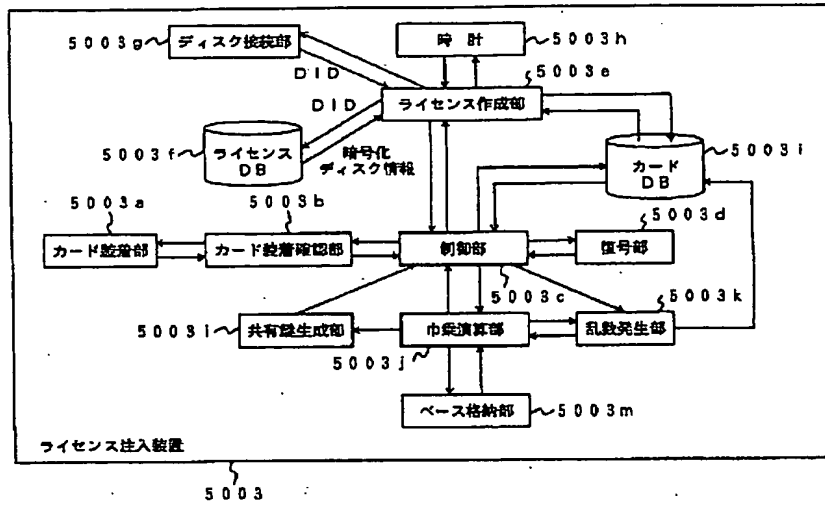 5003g ディスク接続部 時計 5003h
DID
5003e
DID ライセンス作成部
5003f ライセンス
DB
暗号化
ディスク情報
カード
DB
5003l
5003a 5003b 5003d
カード装着部 カード装着確認部 制御部 復号部
5003c 5003k
5003i 共有鍵生成部 巾乗演算部 乱数発生部
5003j
ベース格納部 5003m
ライセンス注入装置
5003